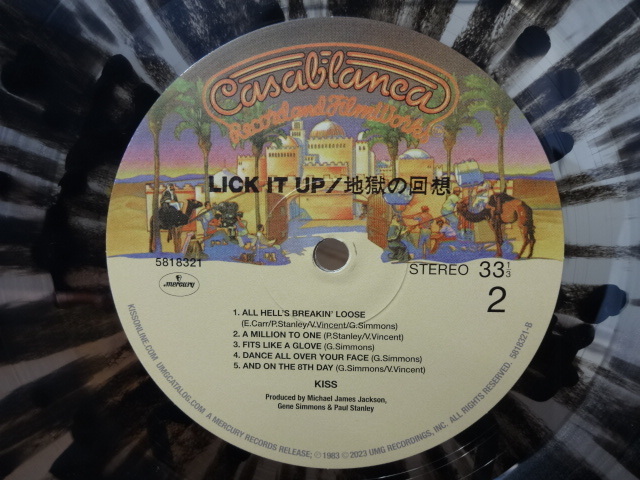 Casablanca
Record and FilmWorks
LICK IT UP/地獄の回想
5818321
mercury
STEREO 33 1/3
2
1. ALL HELL'S BREAKIN' LOOSE
(E.Carr/P.Stanley/V.Vincent/G.Simmons)
2. A MILLION TO ONE (P.Stanley/V.Vincent)
3. FITS LIKE A GLOVE (G.Simmons)
4. DANCE ALL OVER YOUR FACE (G.Simmons)
5. AND ON THE 8TH DAY (G.Simmons/V.Vincent)
KISS
Produced by Michael James Jackson,
Gene Simmons & Paul Stanley
KISSONLINE.COM UMGCATALOG.COM A MERCURY RECORDS RELEASE; ℗ 1983 © 2023 UMG RECORDINGS, INC. ALL RIGHTS RESERVED. 5818321-B